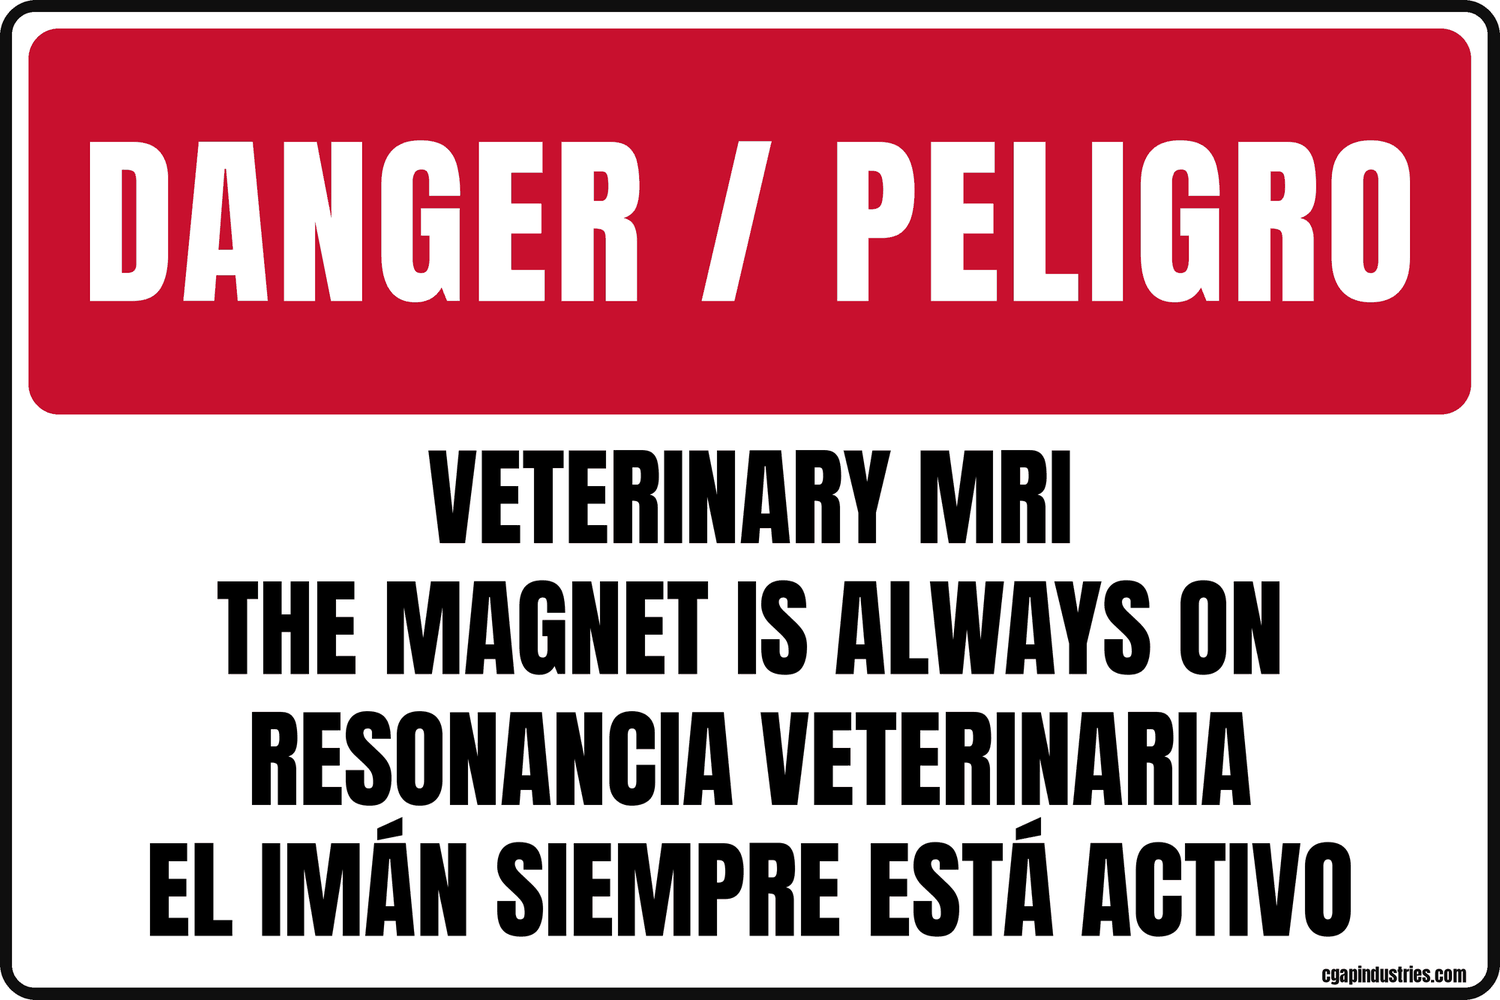 DANGER / PELIGRO
VETERINARY MRI
THE MAGNET IS ALWAYS ON
RESONANCIA VETERINARIA
EL IMÁN SIEMPRE ESTÁ ACTIVO
cgapindustries.com